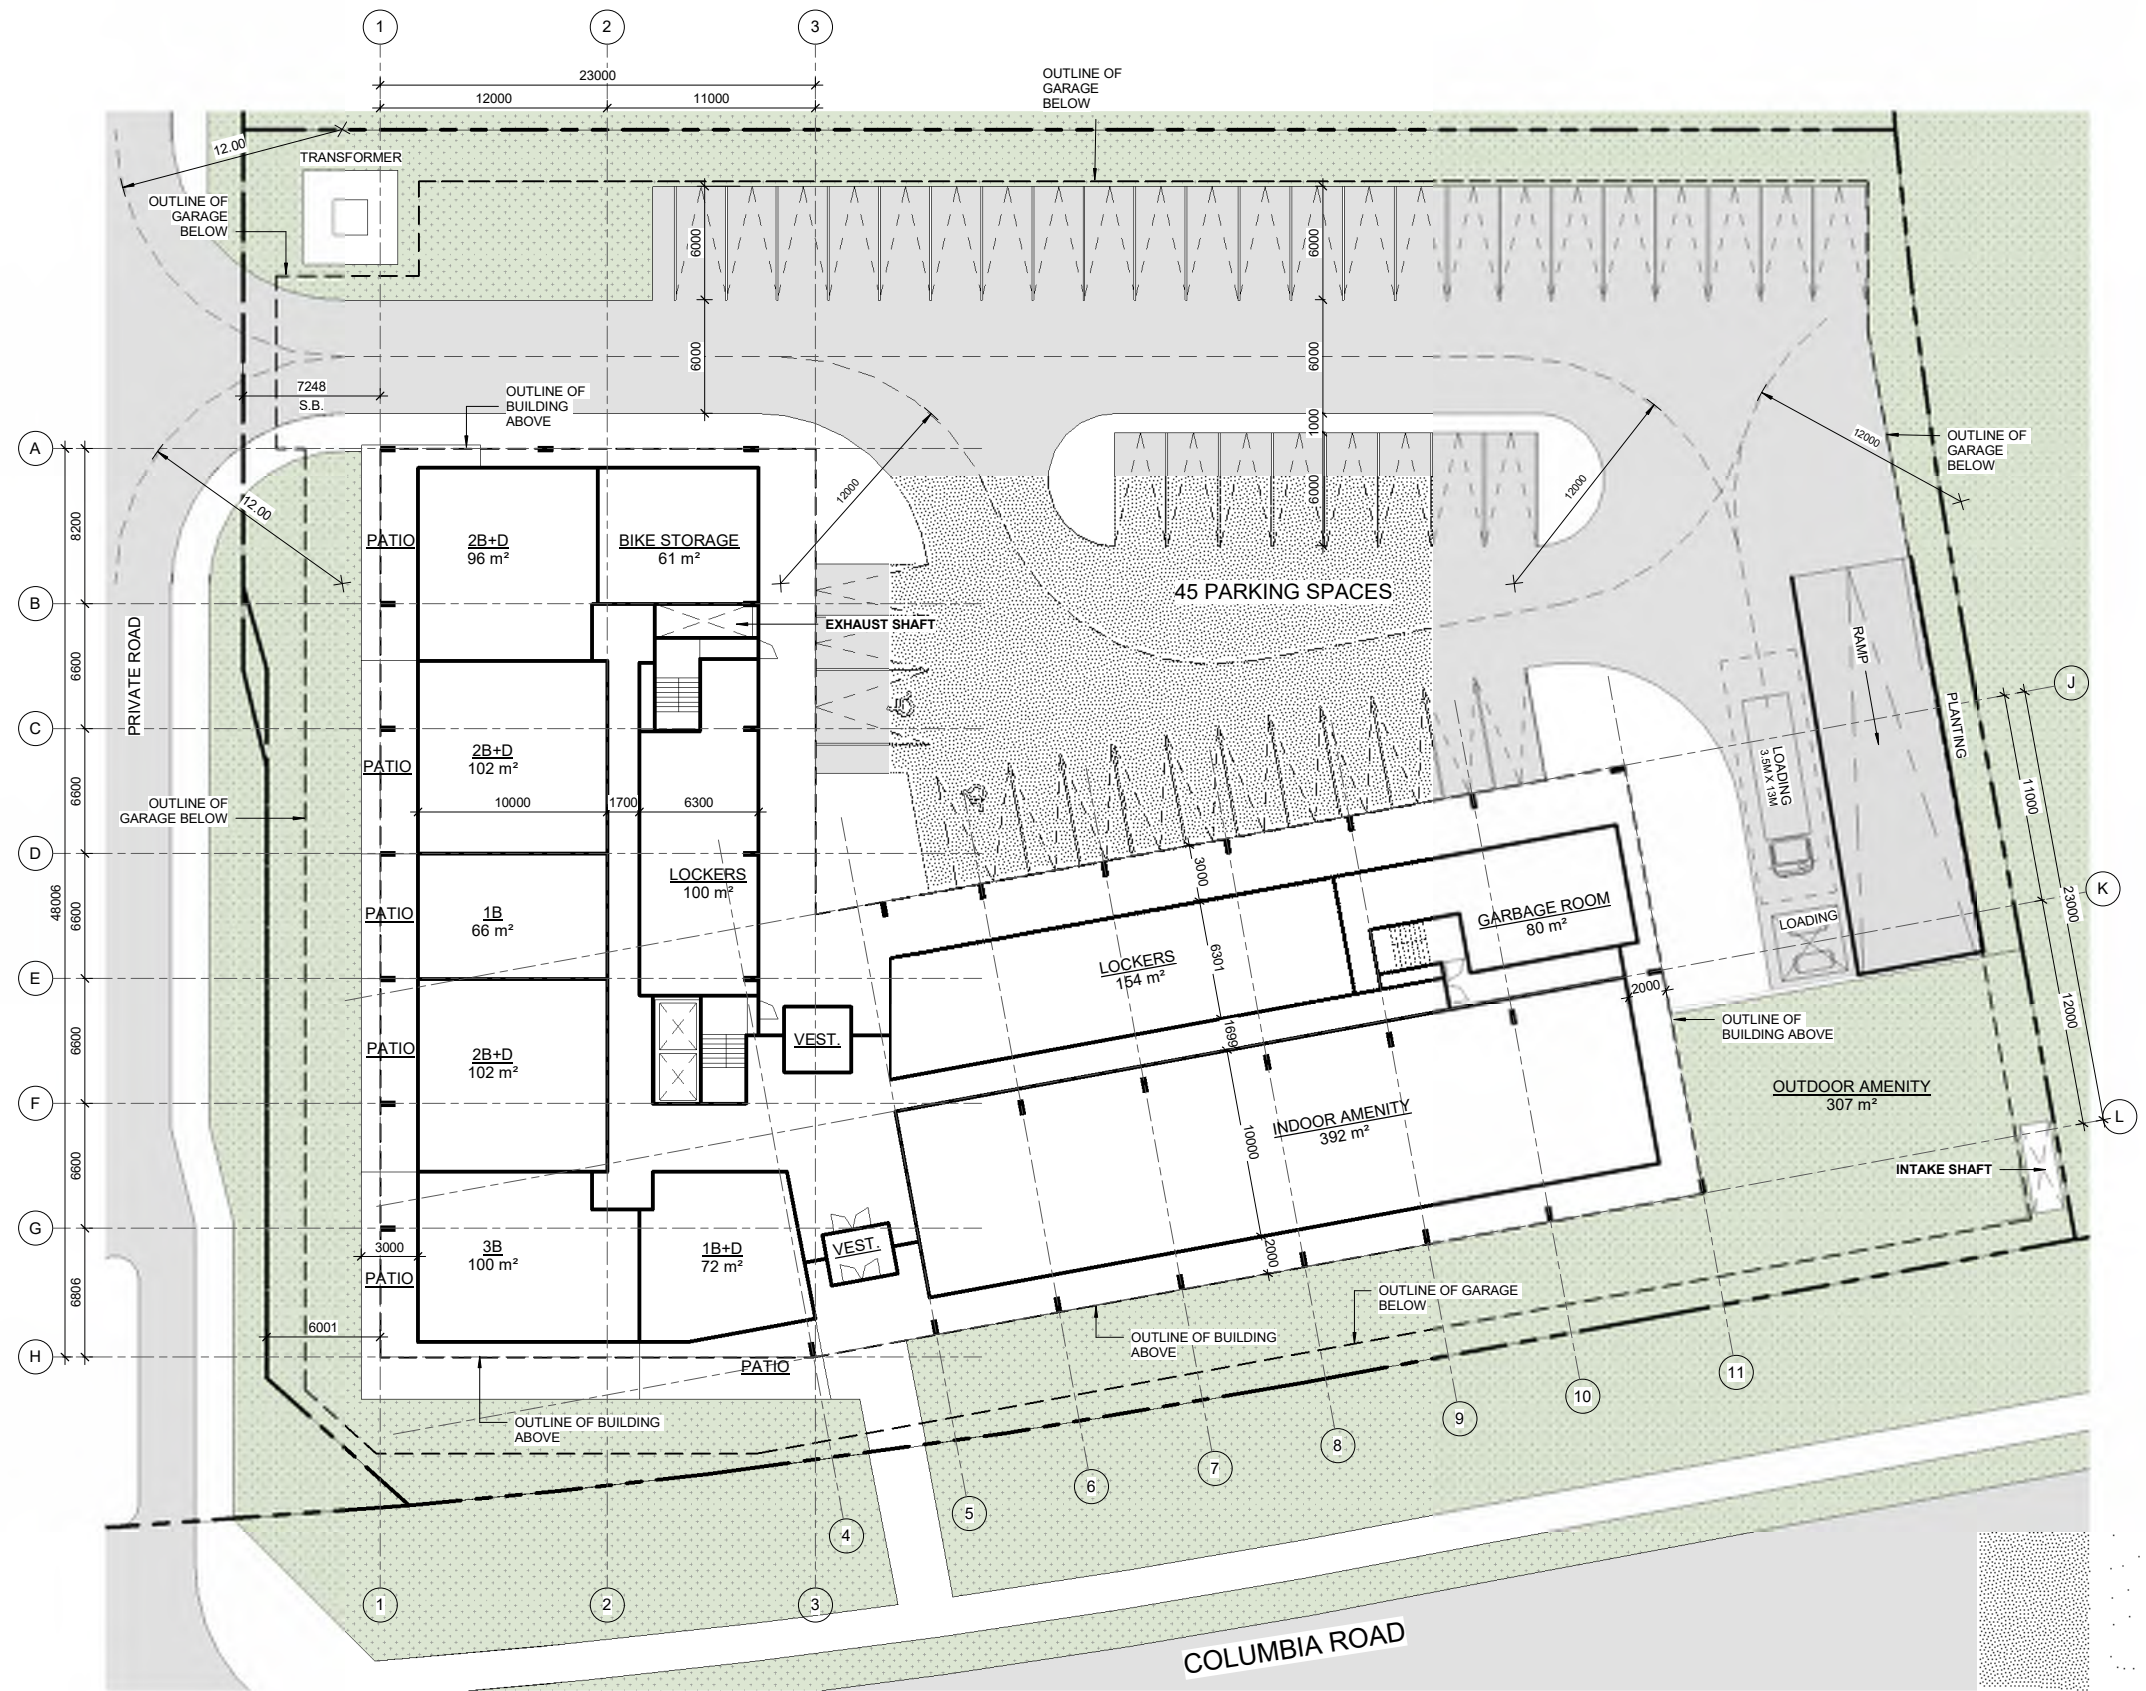 1
2
3
23000
12000
11000
OUTLINE OF
GARAGE
BELOW
12.00
TRANSFORMER
OUTLINE OF
GARAGE
BELOW
6000
6000
6000
6000
7248
S.B.
OUTLINE OF
BUILDING
ABOVE
1000
6000
12000
12000
12000
OUTLINE OF
GARAGE
BELOW
A
B
C
D
E
F
G
H
8200
6600
6600
6600
6600
6600
6806
48006
12.00
PRIVATE ROAD
PATIO
2B+D
96 m²
BIKE STORAGE
61 m²
45 PARKING SPACES
EXHAUST SHAFT
RAMP
PLANTING
J
K
L
11000
23000
12000
LOADING
3.5M X 13M
LOADING
PATIO
2B+D
102 m²
10000
1700
6300
OUTLINE OF
GARAGE BELOW
LOCKERS
100 m²
PATIO
1B
66 m²
3000
6301
LOCKERS
154 m²
GARBAGE ROOM
80 m²
2000
OUTLINE OF
BUILDING ABOVE
PATIO
2B+D
102 m²
VEST.
1699
10000
INDOOR AMENITY
392 m²
OUTDOOR AMENITY
307 m²
INTAKE SHAFT
3000
PATIO
3B
100 m²
1B+D
72 m²
VEST.
2000
6001
PATIO
OUTLINE OF GARAGE
BELOW
OUTLINE OF BUILDING
ABOVE
OUTLINE OF BUILDING
ABOVE
4
5
6
7
8
9
10
11
1
2
3
COLUMBIA ROAD